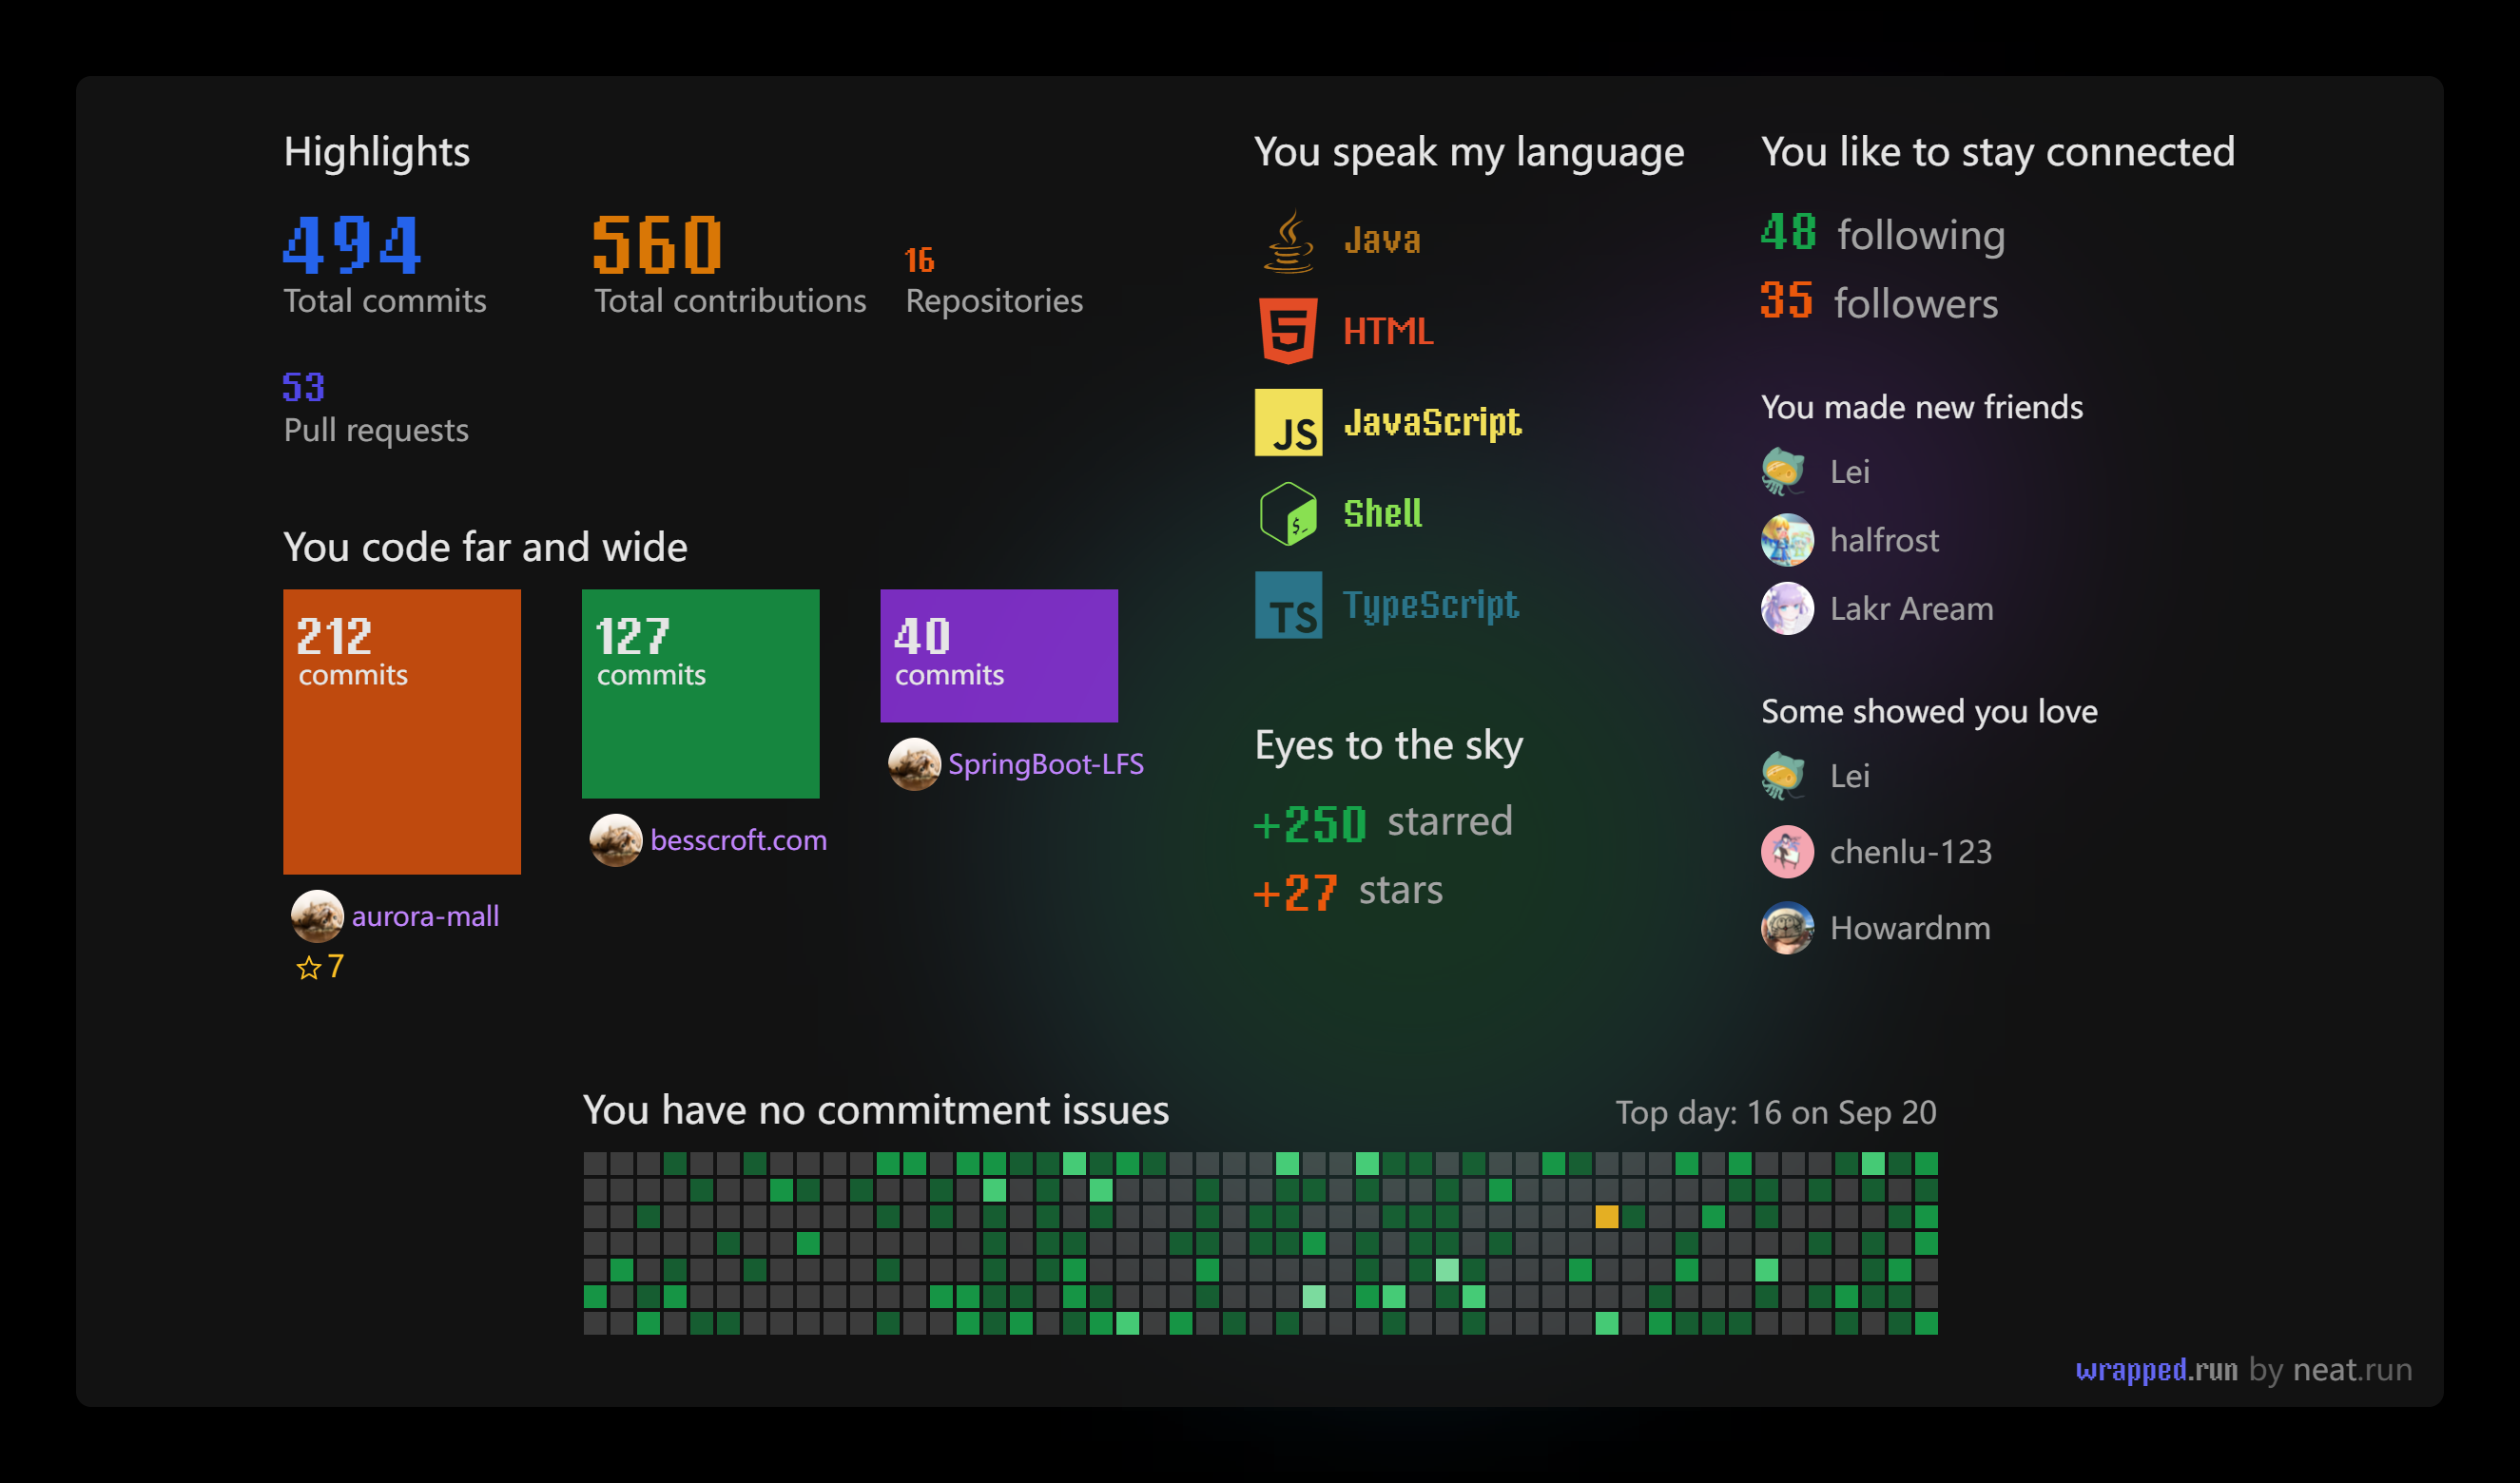 Highlights
494
Total commits
560
Total contributions
16
Repositories
53
Pull requests
You code far and wide
212
commits
aurora-mall
7
127
commits
besscroft.com
40
commits
SpringBoot-LFS
You speak my language
Java
HTML
JS JavaScript
$_ Shell
TS TypeScript
Eyes to the sky
+250 starred
+27 stars
You like to stay connected
48 following
35 followers
You made new friends
Lei
halfrost
Lakr Aream
Some showed you love
Lei
chenlu-123
Howardnm
You have no commitment issues
Top day: 16 on Sep 20
wrapped.run by neat.run